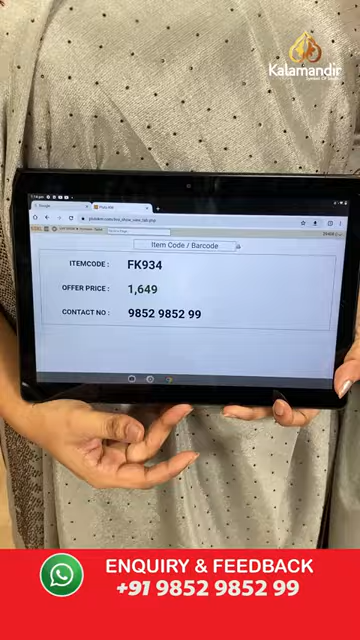 Kalamandir
Google
Item Code / Barcode
ITEMCODE : FK934
OFFER PRICE : 1,649
CONTACT NO : 9852 9852 99
ENQUIRY & FEEDBACK
+91 9852 9852 99